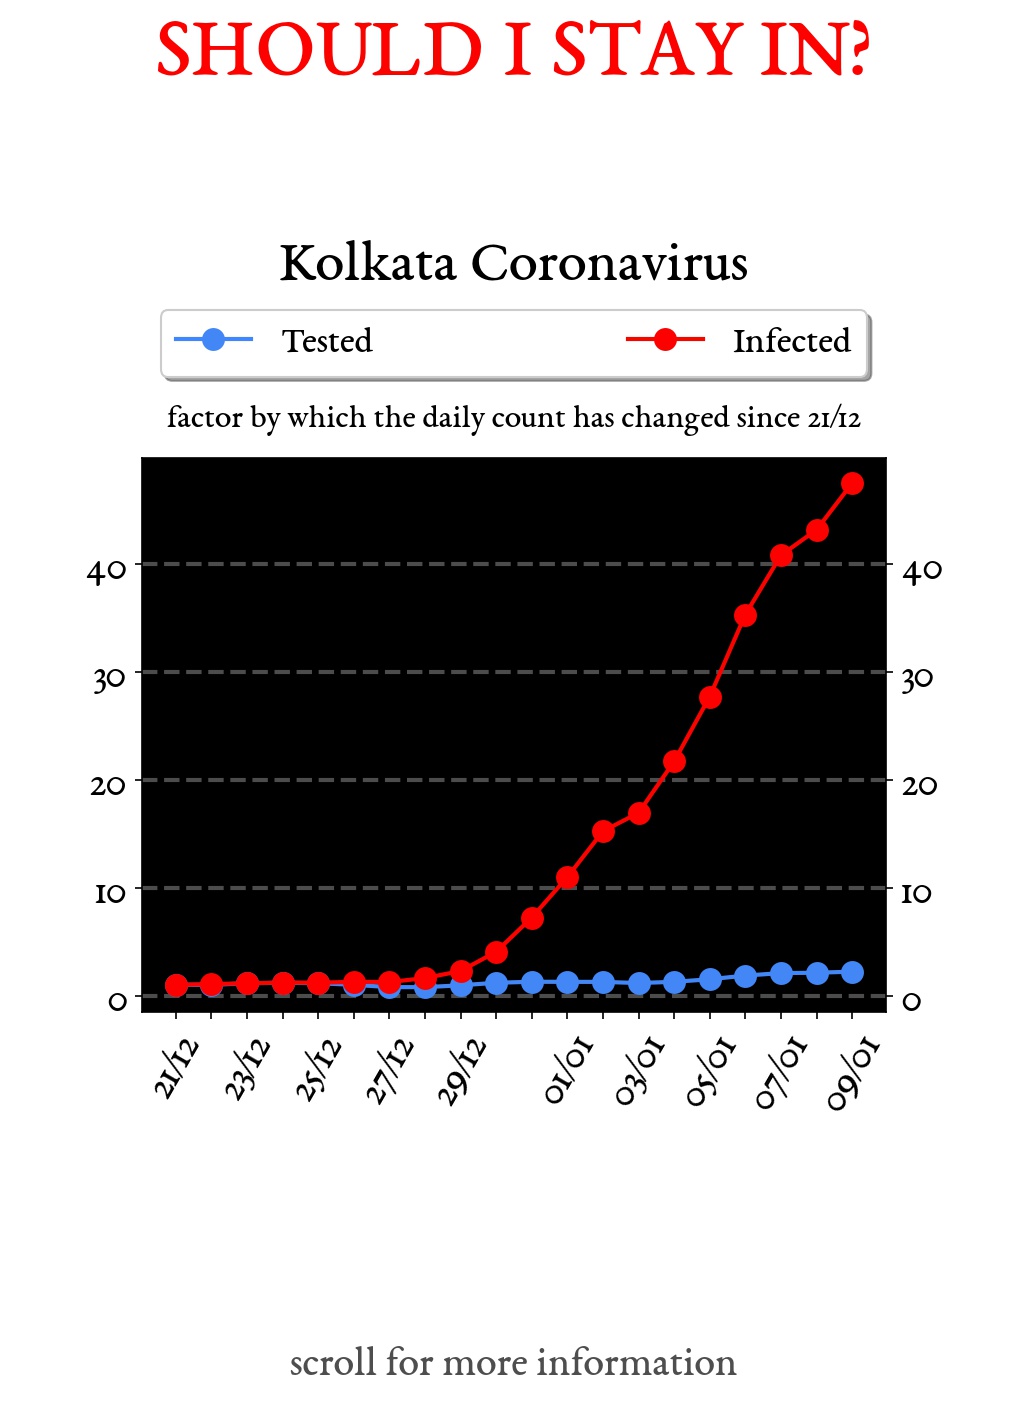 SHOULD I STAY IN?
Kolkata Coronavirus
Tested Infected
factor by which the daily count has changed since 21/12
40 40
30 30
20 20
10 10
0 0
21/12 23/12 25/12 27/12 29/12 01/01 03/01 05/01 07/01 09/01
scroll for more information